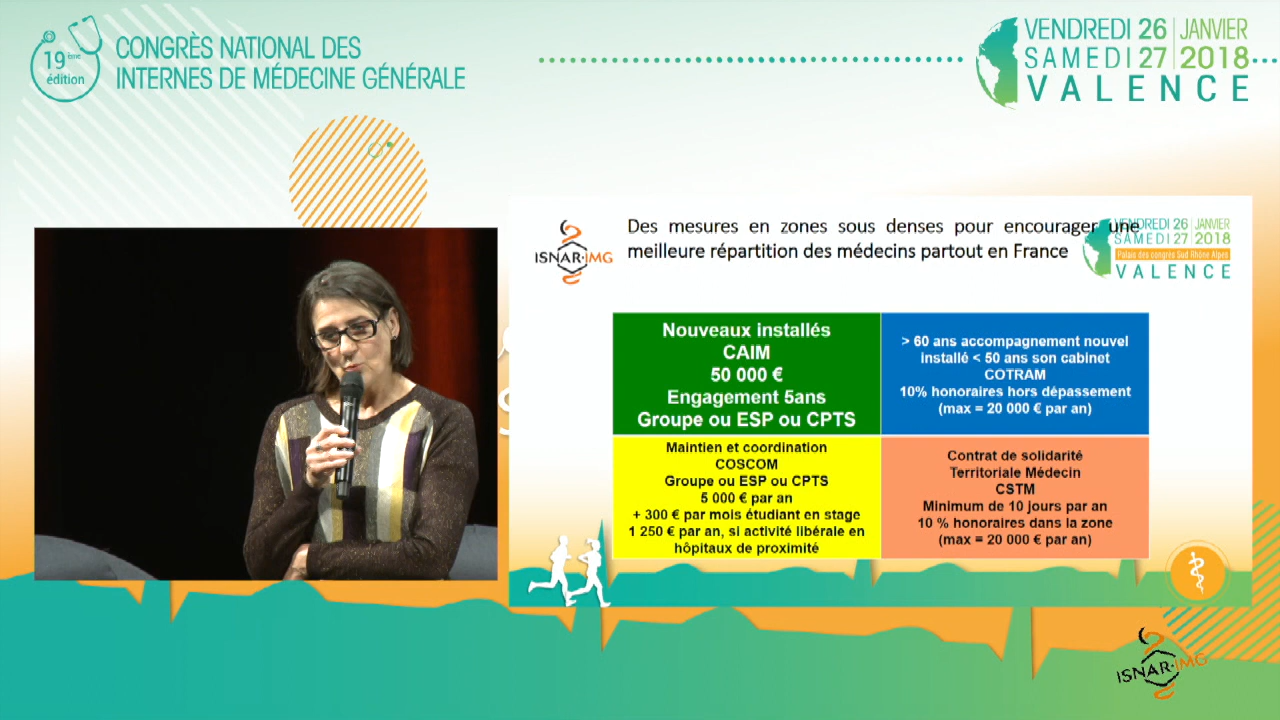 19ème
édition
CONGRÈS NATIONAL DES
INTERNES DE MÉDECINE GÉNÉRALE
VENDREDI 26 JANVIER
SAMEDI 27 2018
VALENCE
ISNAR-IMG
Des mesures en zones sous denses pour encourager une
meilleure répartition des médecins partout en France
VENDREDI 26 JANVIER
SAMEDI 27 2018
Palais des congrès Sud Rhône Alpes
VALENCE
Nouveaux installés
CAIM
50 000 €
Engagement 5ans
Groupe ou ESP ou CPTS
> 60 ans accompagnement nouvel
installé < 50 ans son cabinet
COTRAM
10% honoraires hors dépassement
(max = 20 000 € par an)
Maintien et coordination
COSCOM
Groupe ou ESP ou CPTS
5 000 € par an
+ 300 € par mois étudiant en stage
1 250 € par an, si activité libérale en
hôpitaux de proximité
Contrat de solidarité
Territoriale Médecin
CSTM
Minimum de 10 jours par an
10 % honoraires dans la zone
(max = 20 000 € par an)
ISNAR-IMG